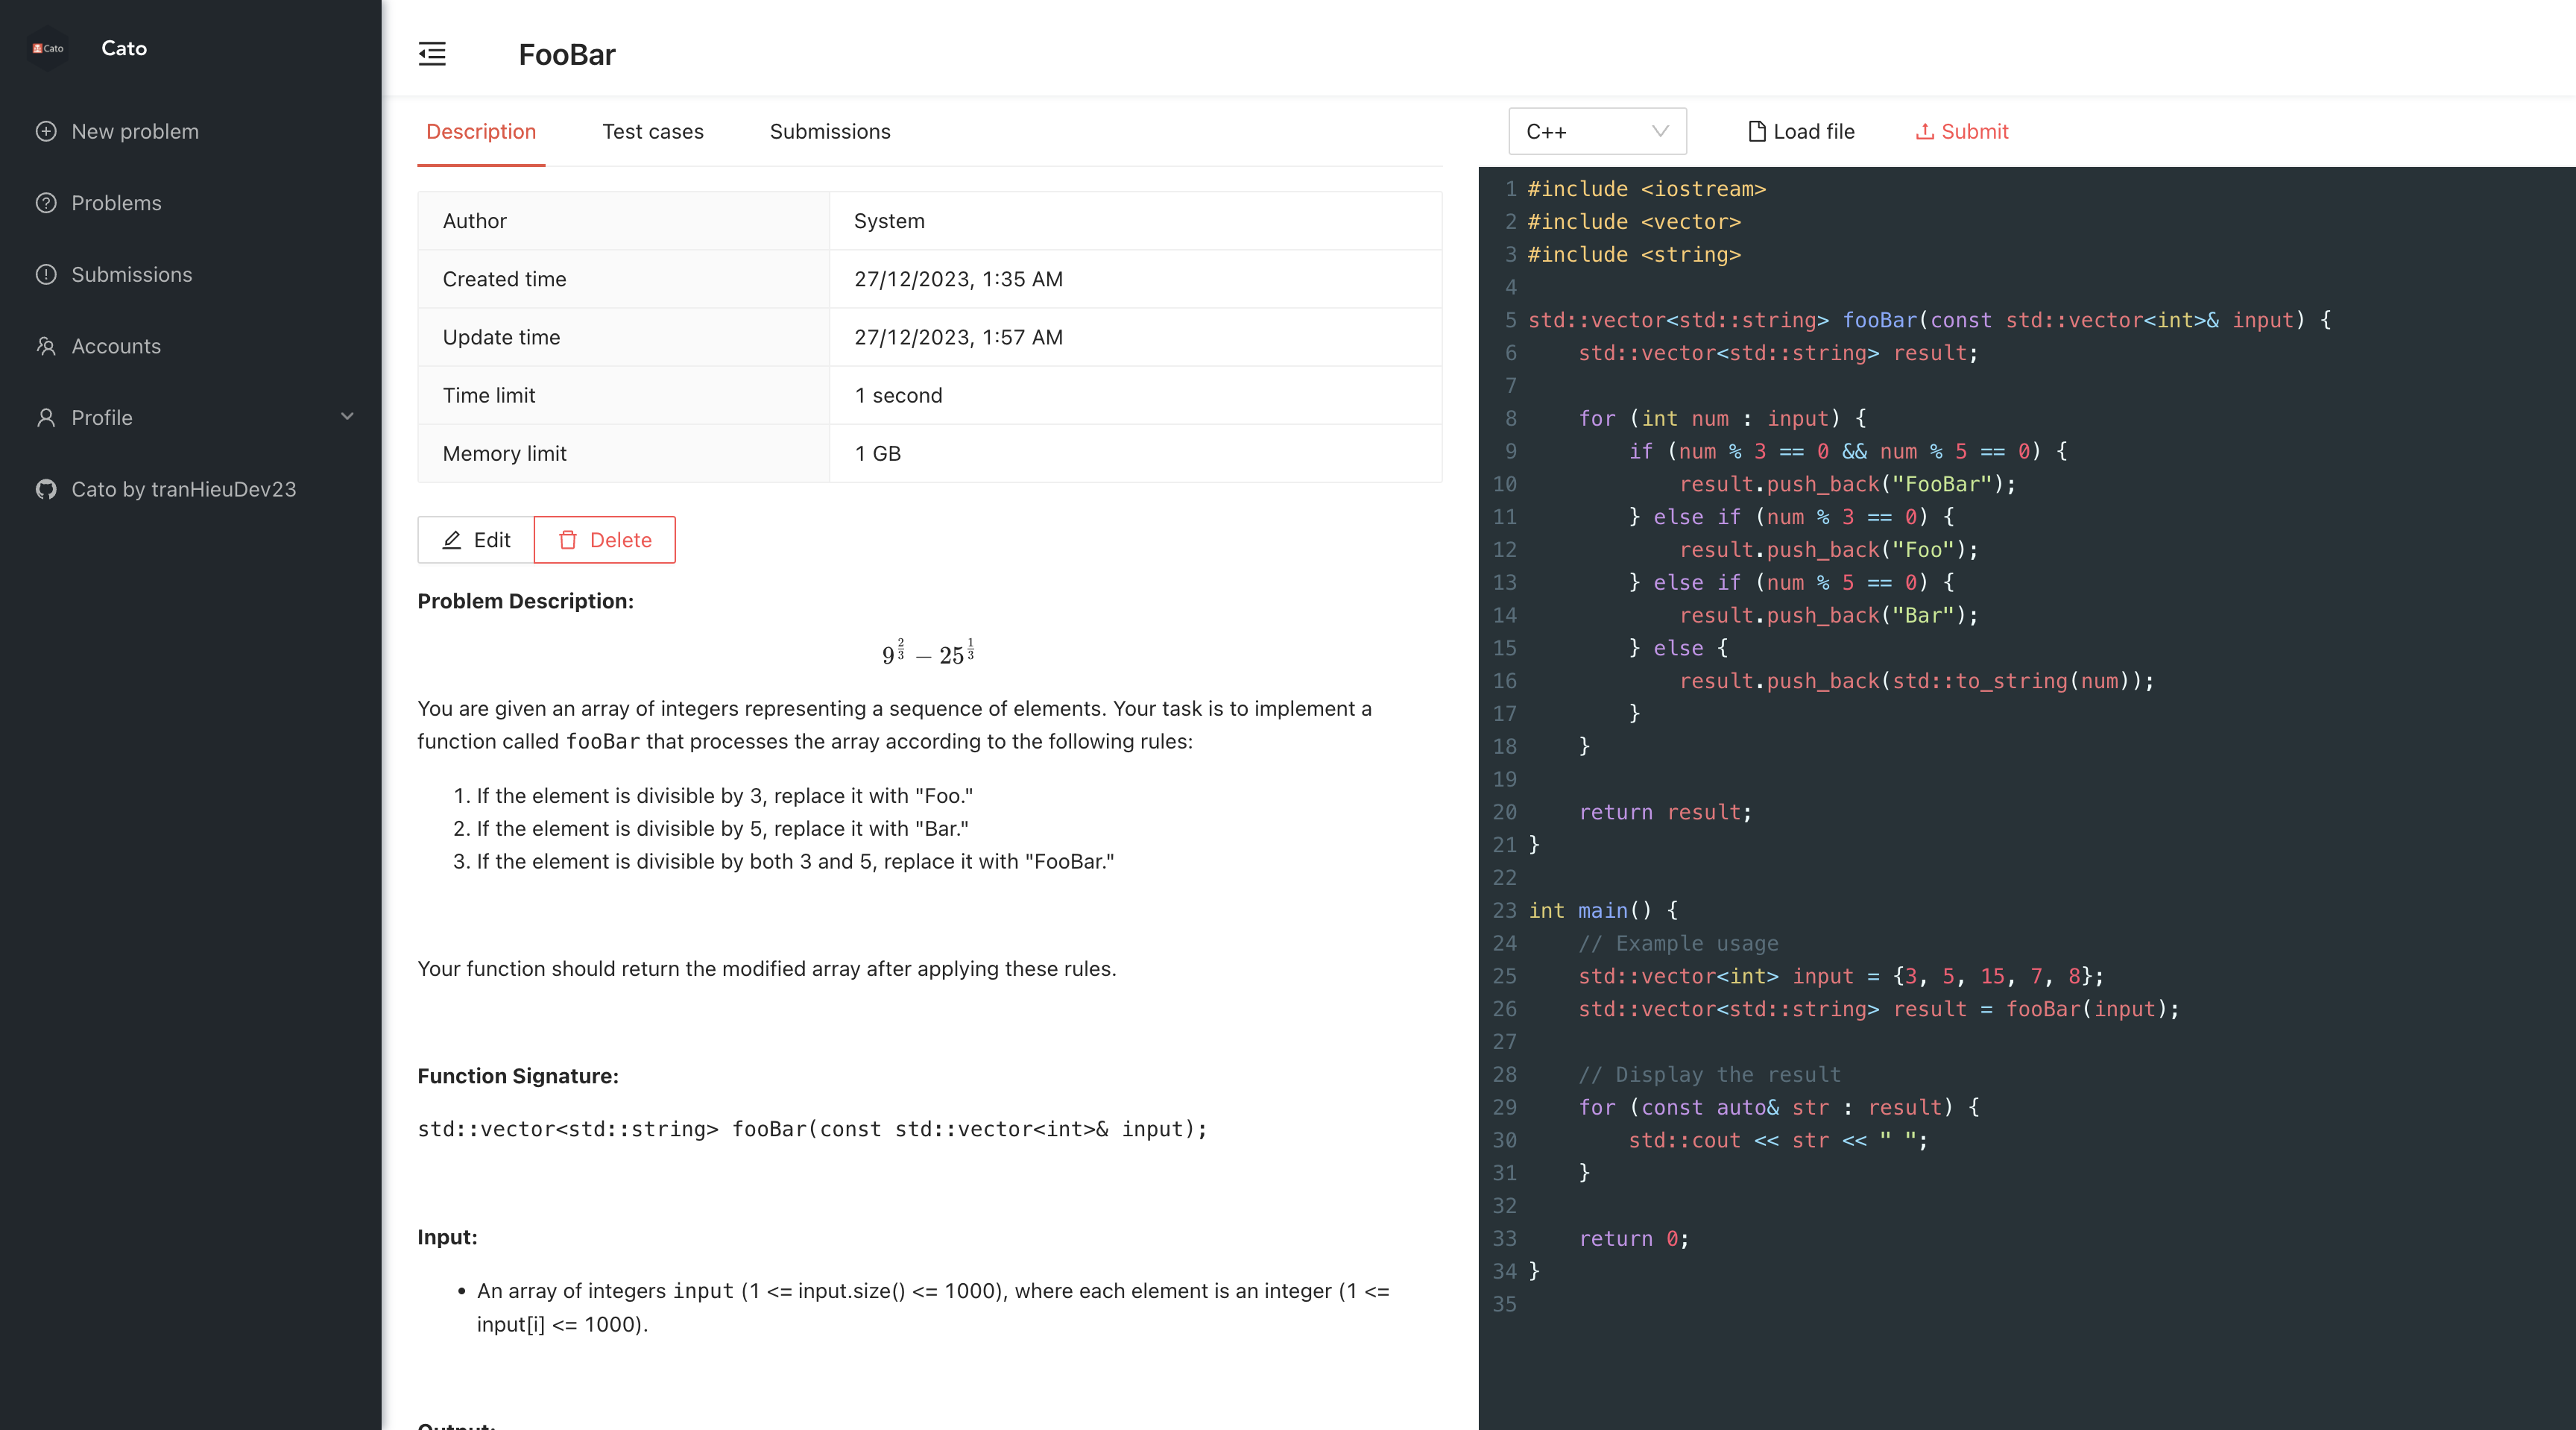 Cato
Cato
New problem
Problems
Submissions
Accounts
Profile
Cato by tranHieuDev23
FooBar
Description Test cases Submissions
Author System
Created time 27/12/2023, 1:35 AM
Update time 27/12/2023, 1:57 AM
Time limit 1 second
Memory limit 1 GB
Edit Delete
Problem Description:
9^{2/3} − 25^{1/3}
You are given an array of integers representing a sequence of elements. Your task is to implement a
function called fooBar that processes the array according to the following rules:
1. If the element is divisible by 3, replace it with "Foo."
2. If the element is divisible by 5, replace it with "Bar."
3. If the element is divisible by both 3 and 5, replace it with "FooBar."
Your function should return the modified array after applying these rules.
Function Signature:
std::vector<std::string> fooBar(const std::vector<int>& input);
Input:
• An array of integers input (1 <= input.size() <= 1000), where each element is an integer (1 <=
input[i] <= 1000).
Output:
C++ Load file Submit
1 #include <iostream>
2 #include <vector>
3 #include <string>
4
5 std::vector<std::string> fooBar(const std::vector<int>& input) {
6     std::vector<std::string> result;
7
8     for (int num : input) {
9         if (num % 3 == 0 && num % 5 == 0) {
10             result.push_back("FooBar");
11         } else if (num % 3 == 0) {
12             result.push_back("Foo");
13         } else if (num % 5 == 0) {
14             result.push_back("Bar");
15         } else {
16             result.push_back(std::to_string(num));
17         }
18     }
19
20     return result;
21 }
22
23 int main() {
24     // Example usage
25     std::vector<int> input = {3, 5, 15, 7, 8};
26     std::vector<std::string> result = fooBar(input);
27
28     // Display the result
29     for (const auto& str : result) {
30         std::cout << str << " ";
31     }
32
33     return 0;
34 }
35